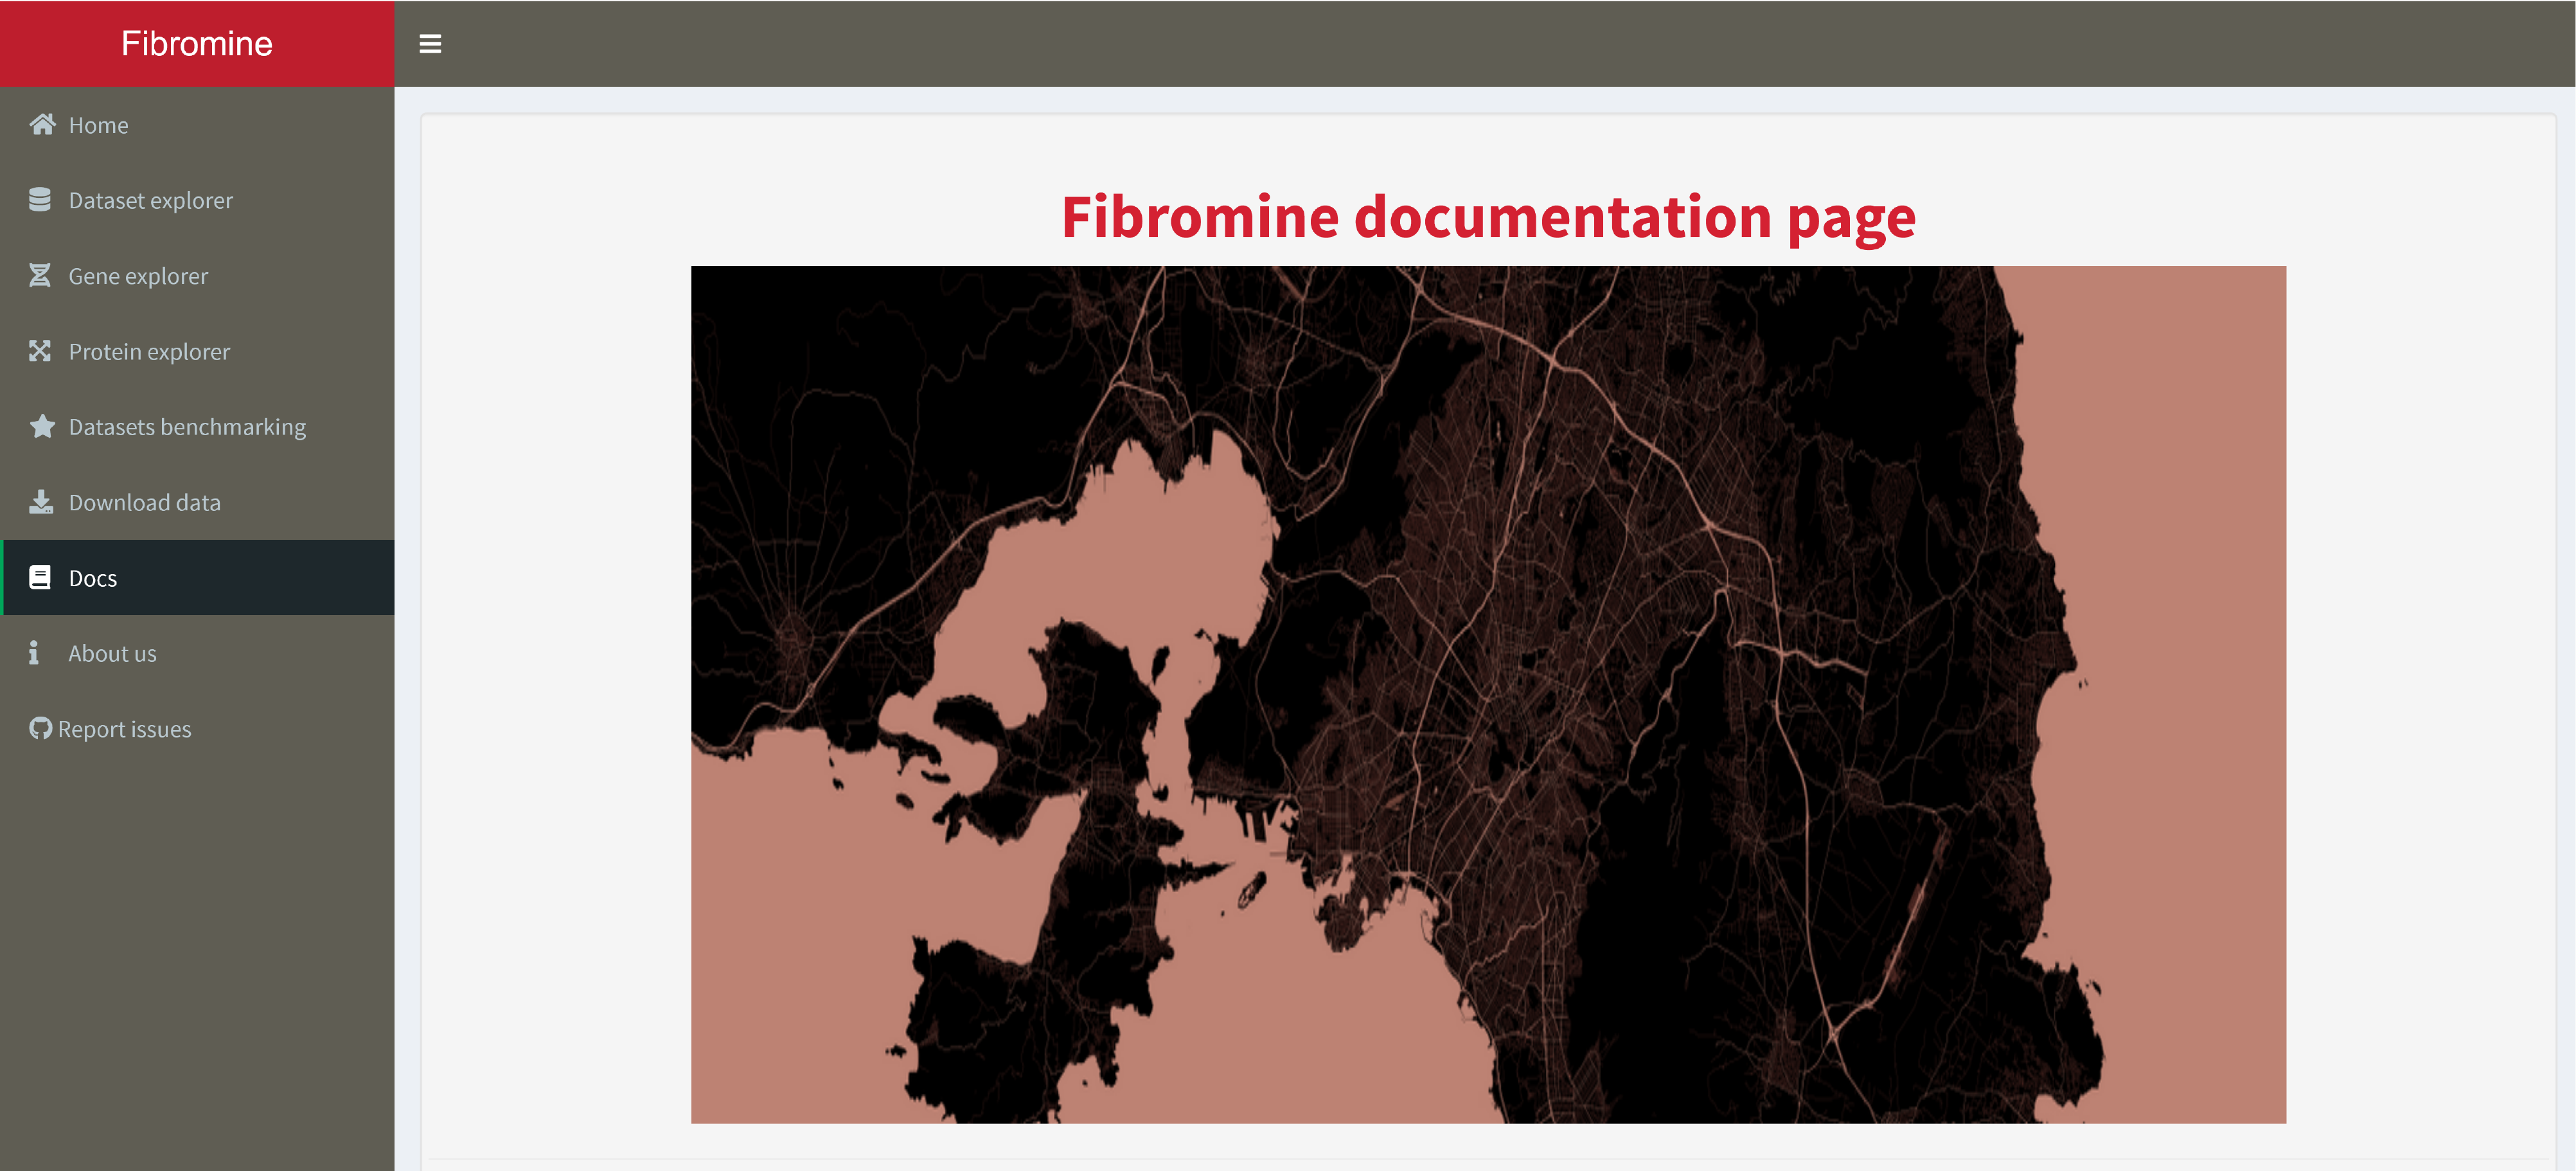 Fibromine
Home
Dataset explorer
Gene explorer
Protein explorer
Datasets benchmarking
Download data
Docs
About us
Report issues
Fibromine documentation page